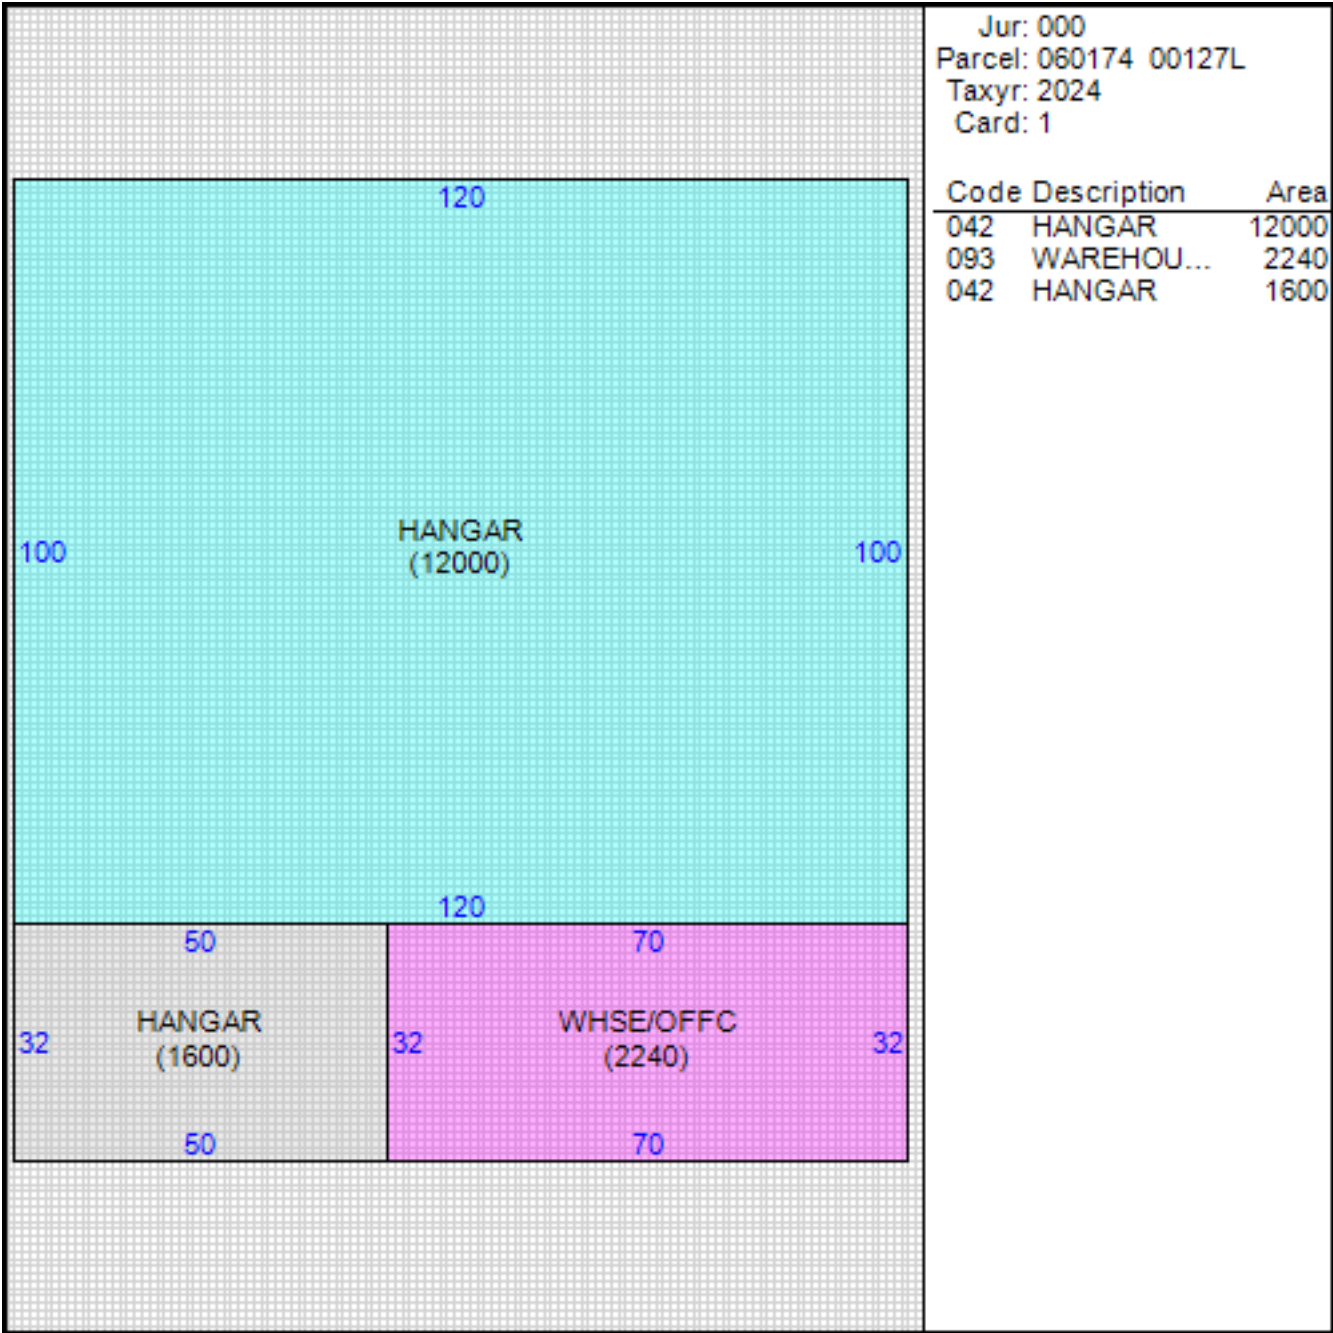 Jur: 000
Parcel: 060174 00127L
Taxyr: 2024
Card: 1
Code Description Area
042 HANGAR 12000
093 WAREHOU... 2240
042 HANGAR 1600
120
HANGAR
(12000)
100 100
120
50 70
HANGAR
(1600)
WHSE/OFFC
(2240)
32 32 32
50 70